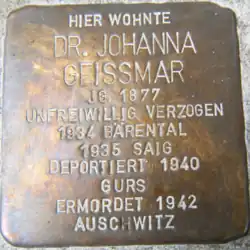 HIER WOHNTE
DR. JOHANNA
GEISSMAR
JG. 1877
UNFREIWILLIG VERZOGEN
1934 BÄRENTAL
1935 SAIG
DEPORTIERT 1940
GURS
ERMORDET 1942
AUSCHWITZ